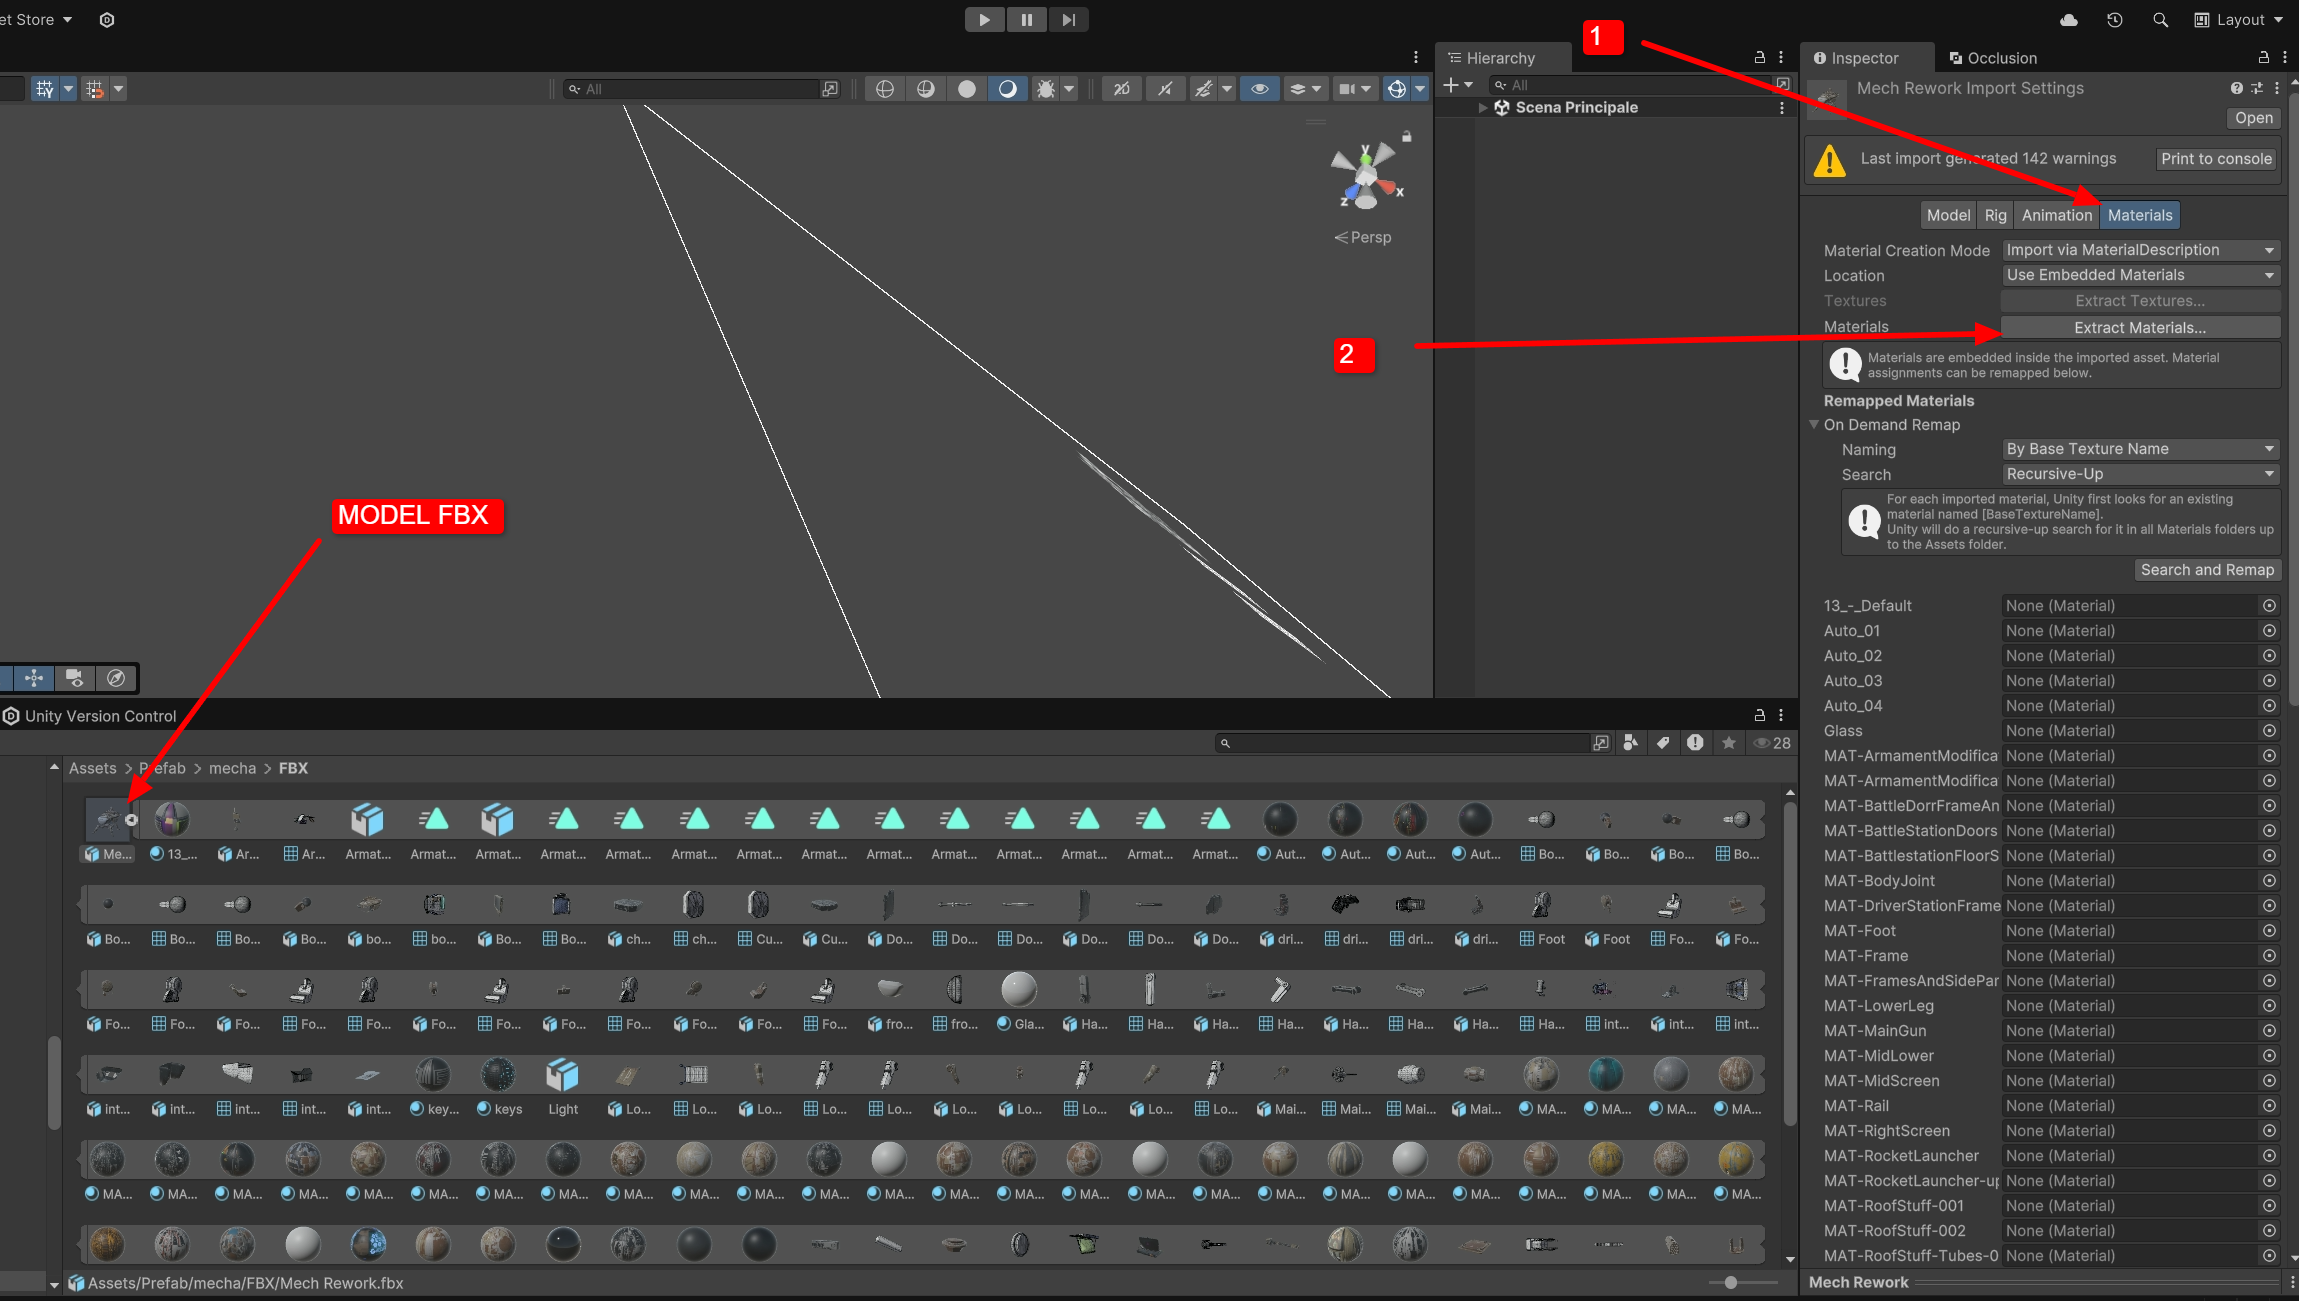 et Store
Layout
1
Hierarchy
Inspector
Occlusion
All
All
Mech Rework Import Settings
Scena Principale
Open
Last import generated 142 warnings
Print to console
y
x
z
Persp
Model
Rig
Animation
Materials
Material Creation Mode
Import via MaterialDescription
Location
Use Embedded Materials
Textures
Extract Textures...
Materials
Extract Materials...
2
Materials are embedded inside the imported asset. Material
assignments can be remapped below.
Remapped Materials
On Demand Remap
Naming
By Base Texture Name
Search
Recursive-Up
For each imported material, Unity first looks for an existing
material named [BaseTextureName].
Unity will do a recursive-up search for it in all Materials folders up
to the Assets folder.
Search and Remap
MODEL FBX
13_-_Default None (Material)
Auto_01 None (Material)
Auto_02 None (Material)
Auto_03 None (Material)
Auto_04 None (Material)
Glass None (Material)
MAT-ArmamentModifica None (Material)
MAT-ArmamentModifica None (Material)
MAT-BattleDorrFrameAn None (Material)
MAT-BattleStationDoors None (Material)
MAT-BattlestationFloorS None (Material)
MAT-BodyJoint None (Material)
MAT-DriverStationFrame None (Material)
MAT-Foot None (Material)
MAT-Frame None (Material)
MAT-FramesAndSidePar None (Material)
MAT-LowerLeg None (Material)
MAT-MainGun None (Material)
MAT-MidLower None (Material)
MAT-MidScreen None (Material)
MAT-Rail None (Material)
MAT-RightScreen None (Material)
MAT-RocketLauncher None (Material)
MAT-RocketLauncher-up None (Material)
MAT-RoofStuff-001 None (Material)
MAT-RoofStuff-002 None (Material)
MAT-RoofStuff-Tubes-0 None (Material)
Mech Rework
Unity Version Control
28
Assets > Prefab > mecha > FBX
Me... 13_... Ar... Ar... Armat... Armat... Armat... Armat... Armat... Armat... Armat... Armat... Armat... Armat... Armat... Armat... Armat... Armat... Aut... Aut... Aut... Aut... Bo... Bo... Bo... Bo...
Bo... Bo... Bo... Bo... bo... bo... Bo... Bo... ch... ch... Cu... Cu... Do... Do... Do... Do... Do... Do... dri... dri... dri... dri... Foot Foot Fo... Fo...
Fo... Fo... Fo... Fo... Fo... Fo... Fo... Fo... Fo... Fo... Fo... Fo... fro... fro... Gla... Ha... Ha... Ha... Ha... Ha... Ha... Ha... Ha... int... int... int...
int... int... int... int... int... key... keys Light Lo... Lo... Lo... Lo... Lo... Lo... Lo... Lo... Lo... Lo... Mai... Mai... Mai... Mai... MA... MA... MA... MA...
MA... MA... MA... MA... MA... MA... MA... MA... MA... MA... MA... MA... MA... MA... MA... MA... MA... MA... MA... MA... MA... MA... MA... MA... MA... MA...
Assets/Prefab/mecha/FBX/Mech Rework.fbx